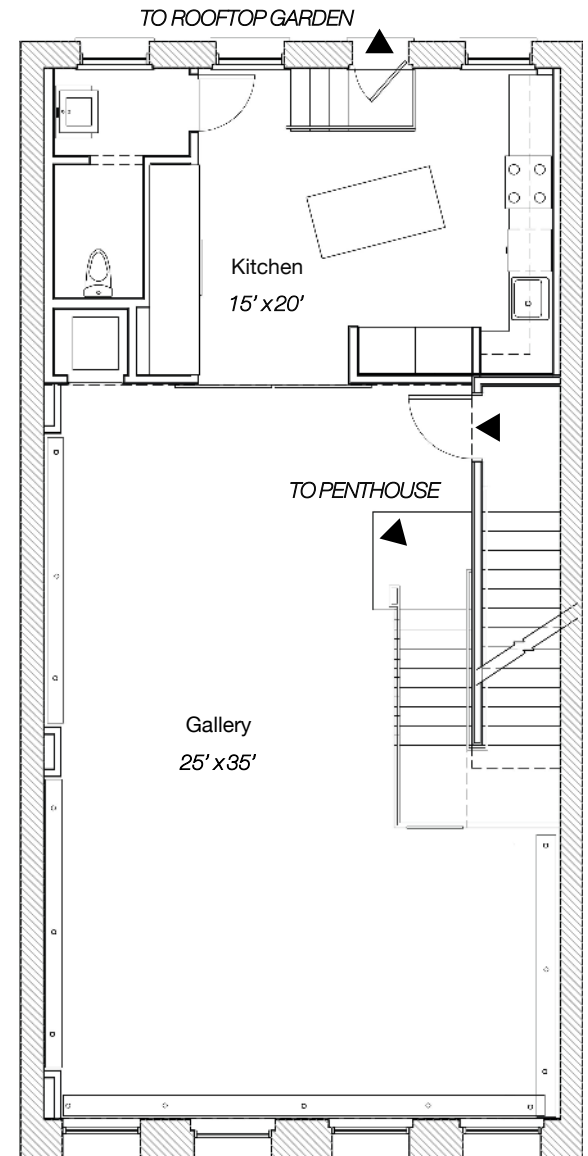 TO ROOFTOP GARDEN
Kitchen
15' x 20'
TO PENTHOUSE
Gallery
25' x 35'